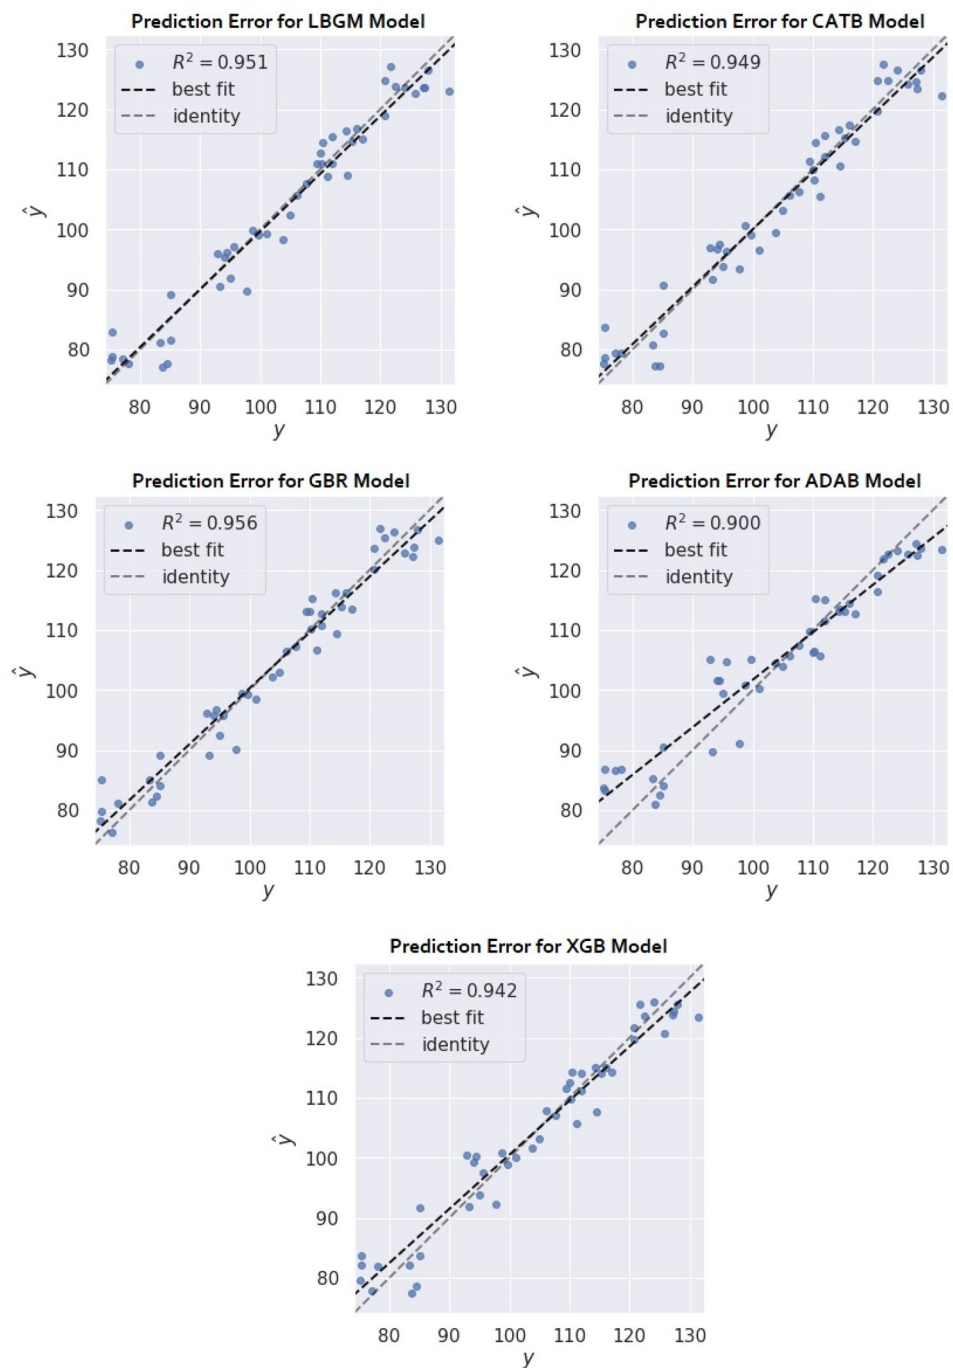 Prediction Error for LBGM Model
R² = 0.951
best fit
identity
130
120
110
100
90
80
ŷ
80 90 100 110 120 130
y
Prediction Error for CATB Model
R² = 0.949
best fit
identity
130
120
110
100
90
80
ŷ
80 90 100 110 120 130
y
Prediction Error for GBR Model
R² = 0.956
best fit
identity
130
120
110
100
90
80
ŷ
80 90 100 110 120 130
y
Prediction Error for ADAB Model
R² = 0.900
best fit
identity
130
120
110
100
90
80
ŷ
80 90 100 110 120 130
y
Prediction Error for XGB Model
R² = 0.942
best fit
identity
130
120
110
100
90
80
ŷ
80 90 100 110 120 130
y